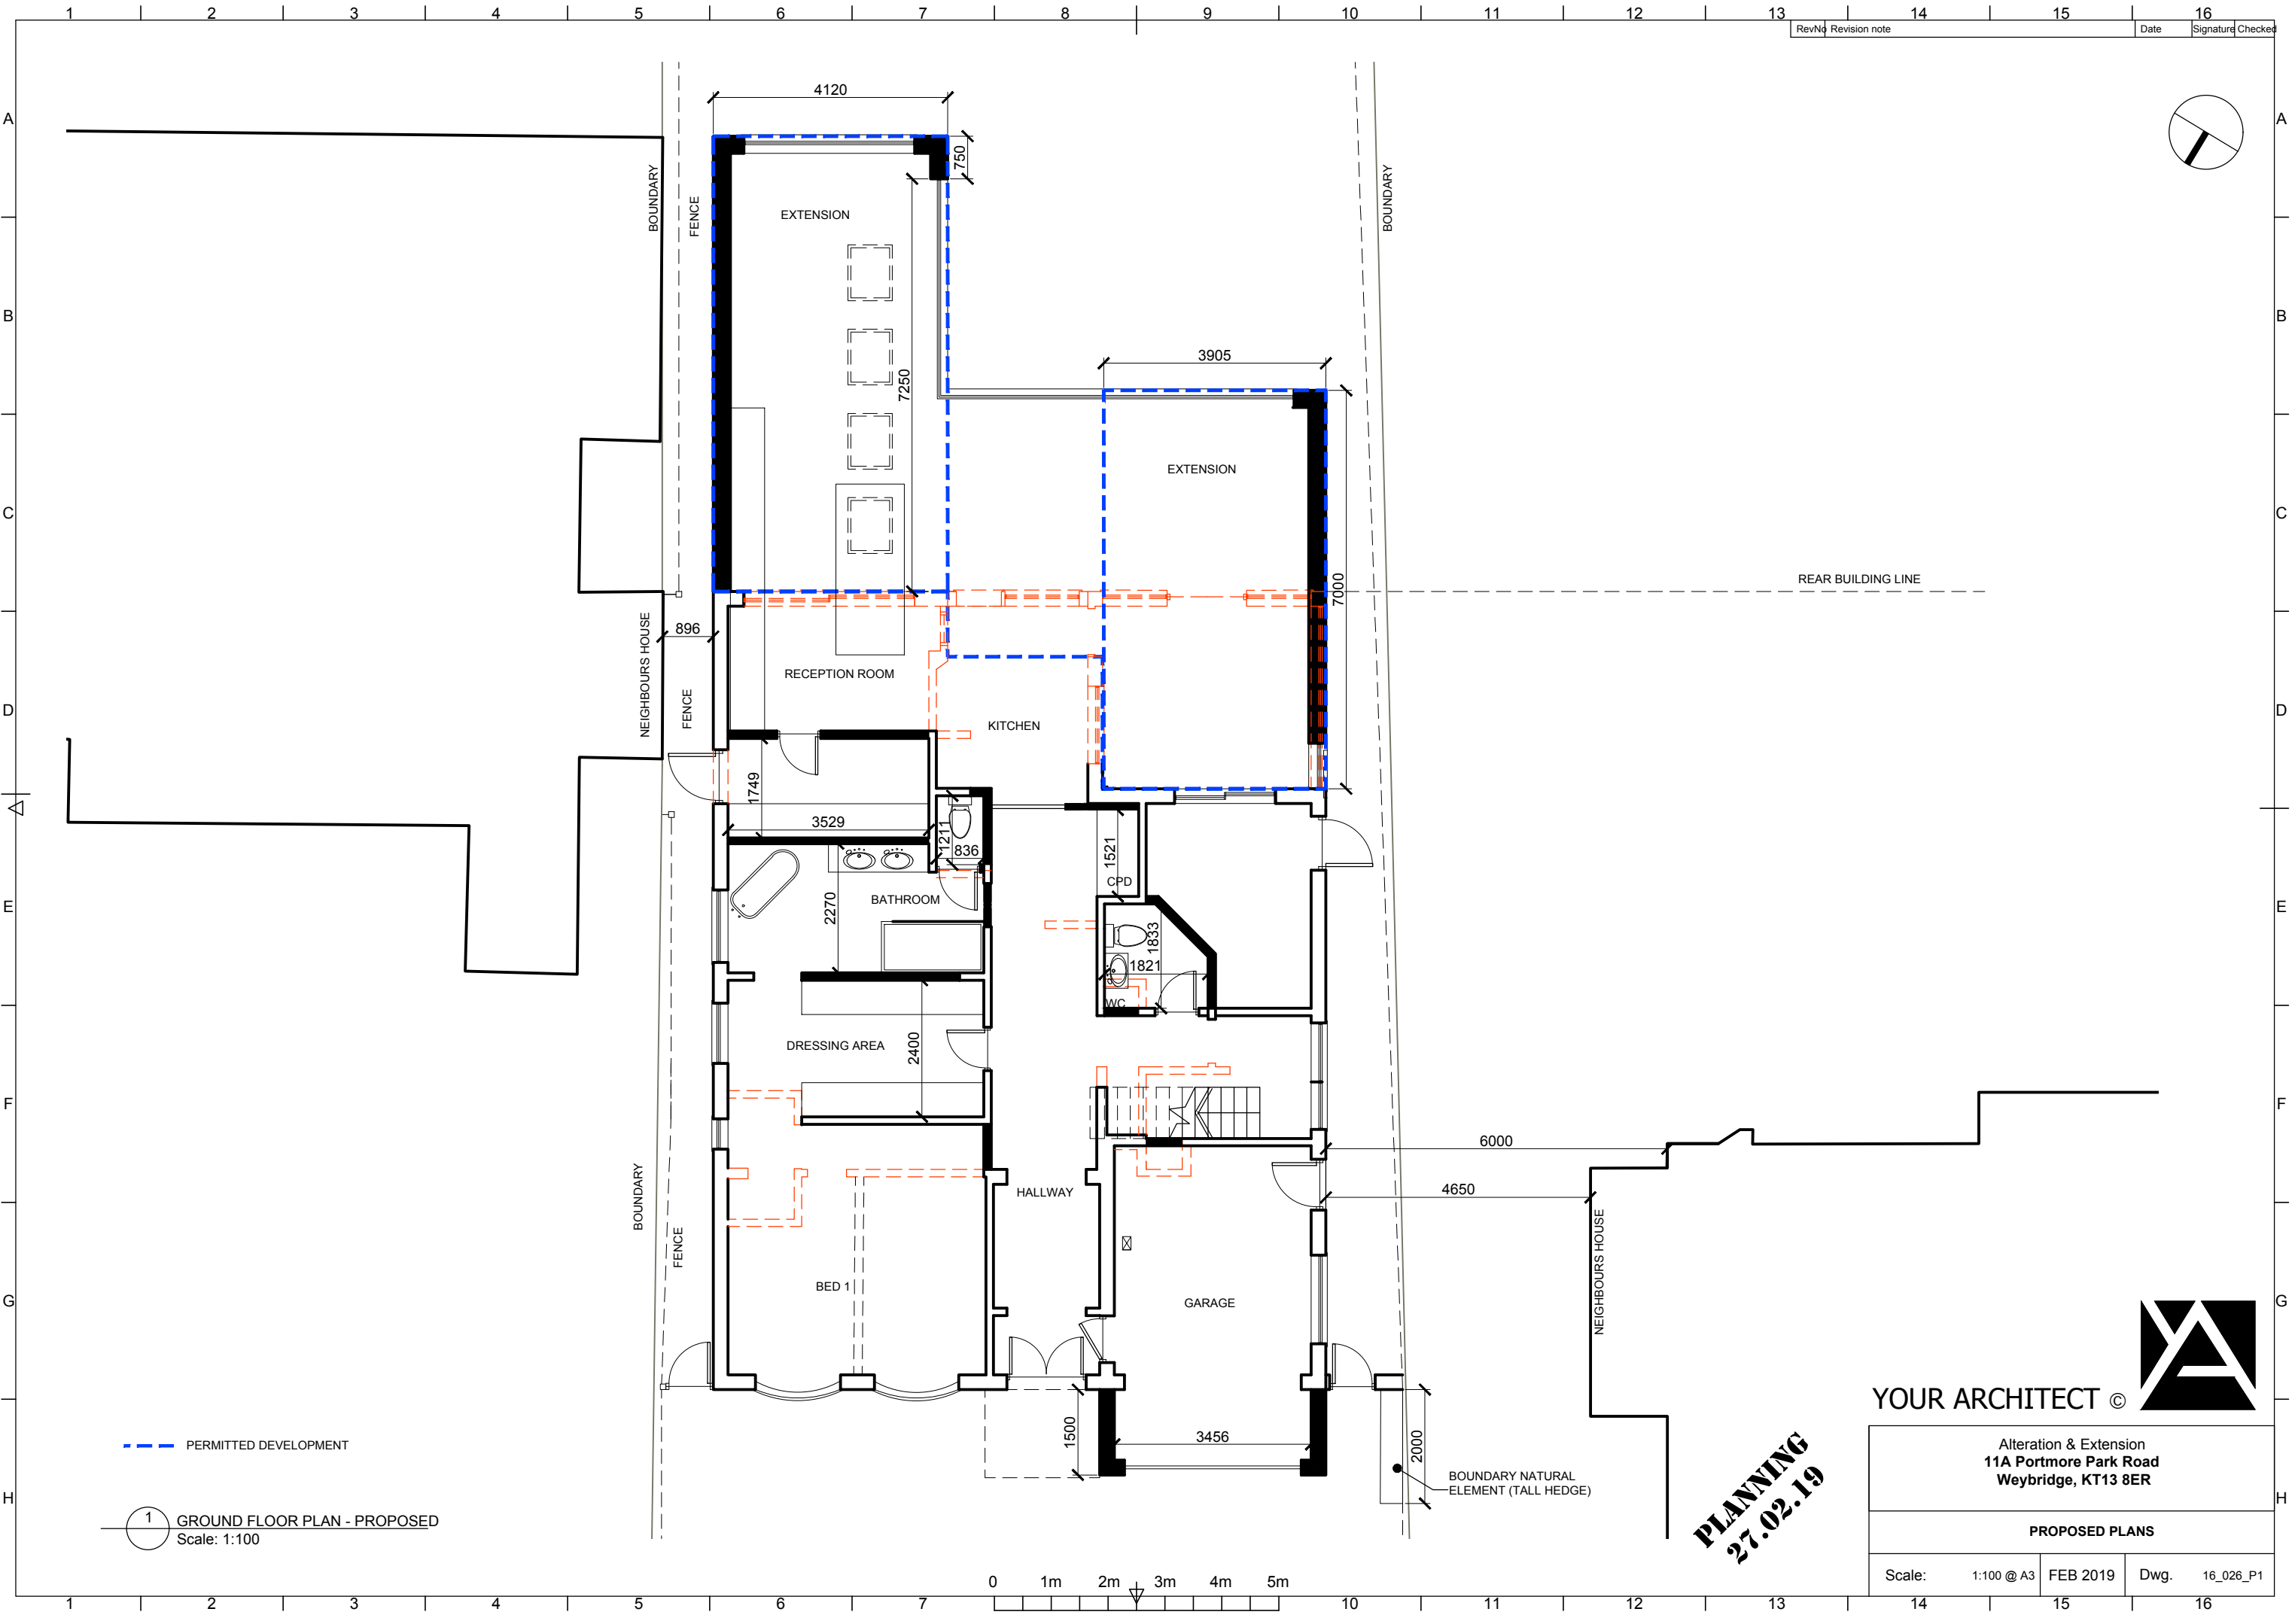 1 2 3 4 5 6 7 8 9 10 11 12 13 14 15 16
RevNo Revision note Date Signature Checked
A A
4120
750
BOUNDARY
FENCE
EXTENSION
BOUNDARY
B B
3905
7250
EXTENSION
C C
7000
REAR BUILDING LINE
896
NEIGHBOURS HOUSE
FENCE
RECEPTION ROOM
KITCHEN
D D
1749
3529
1211
836
1521
CPD
E E
2270
BATHROOM
1833
1821
WC
DRESSING AREA
2400
F F
6000
4650
BOUNDARY
FENCE
HALLWAY
NEIGHBOURS HOUSE
BED 1
GARAGE
G G
YOUR ARCHITECT ©
1500
3456
2000
PERMITTED DEVELOPMENT
BOUNDARY NATURAL
ELEMENT (TALL HEDGE)
PLANNING
27.02.19
Alteration & Extension
11A Portmore Park Road
Weybridge, KT13 8ER
H H
1 GROUND FLOOR PLAN - PROPOSED
Scale: 1:100
PROPOSED PLANS
Scale: 1:100 @ A3 FEB 2019 Dwg. 16_026_P1
0 1m 2m 3m 4m 5m
1 2 3 4 5 6 7 10 11 12 13 14 15 16